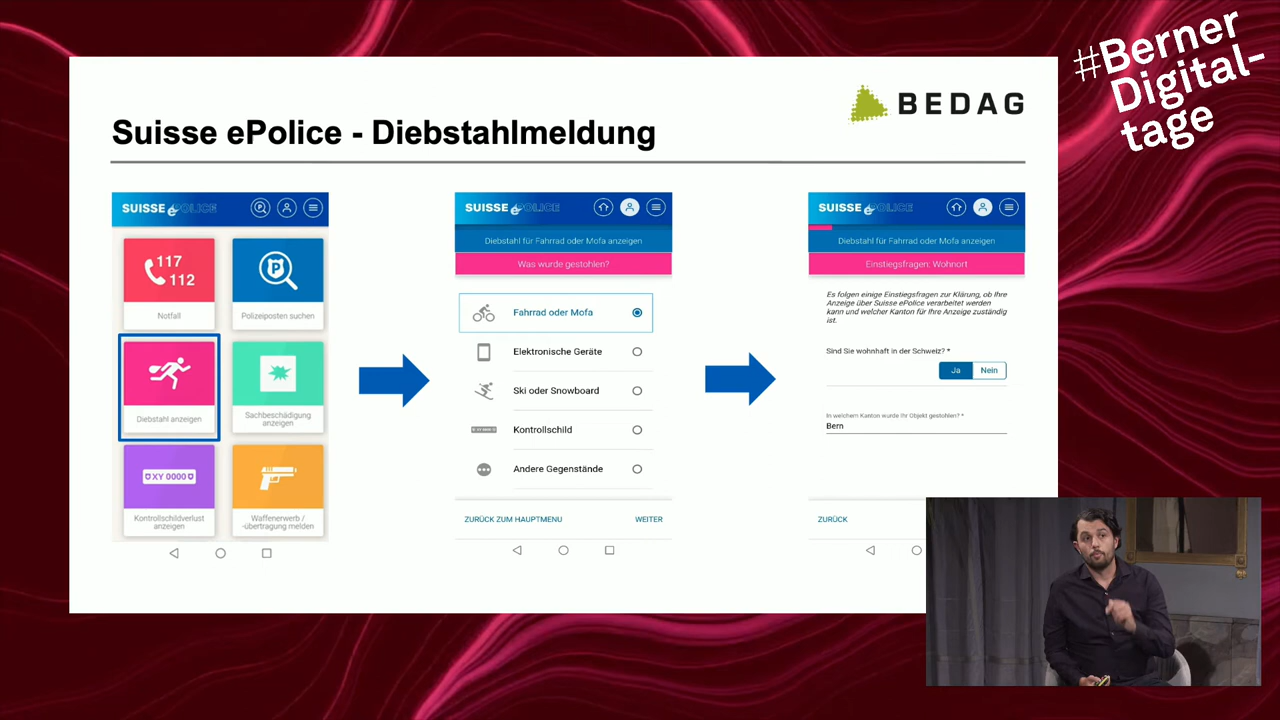 #Berner
Digital-
tage
BEDAG
Suisse ePolice - Diebstahlmeldung
SUISSE ePOLICE
117
112
Notfall
Polizeiposten suchen
Diebstahl anzeigen
Sachbeschädigung
anzeigen
XY 0000
Kontrollschildverlust
anzeigen
Waffenerwerb /
-übertragung melden
SUISSE ePOLICE
Diebstahl für Fahrrad oder Mofa anzeigen
Was wurde gestohlen?
Fahrrad oder Mofa
Elektronische Geräte
Ski oder Snowboard
Kontrollschild
Andere Gegenstände
ZURÜCK ZUM HAUPTMENU
WEITER
SUISSE ePOLICE
Diebstahl für Fahrrad oder Mofa anzeigen
Einstiegsfragen: Wohnort
Es folgen einige Einstiegsfragen zur Klärung, ob Ihre
Anzeige über Suisse ePolice verarbeitet werden
kann und welcher Kanton für Ihre Anzeige zuständig
ist.
Sind Sie wohnhaft in der Schweiz? *
Ja Nein
In welchem Kanton wurde Ihr Objekt gestohlen? *
Bern
ZURÜCK